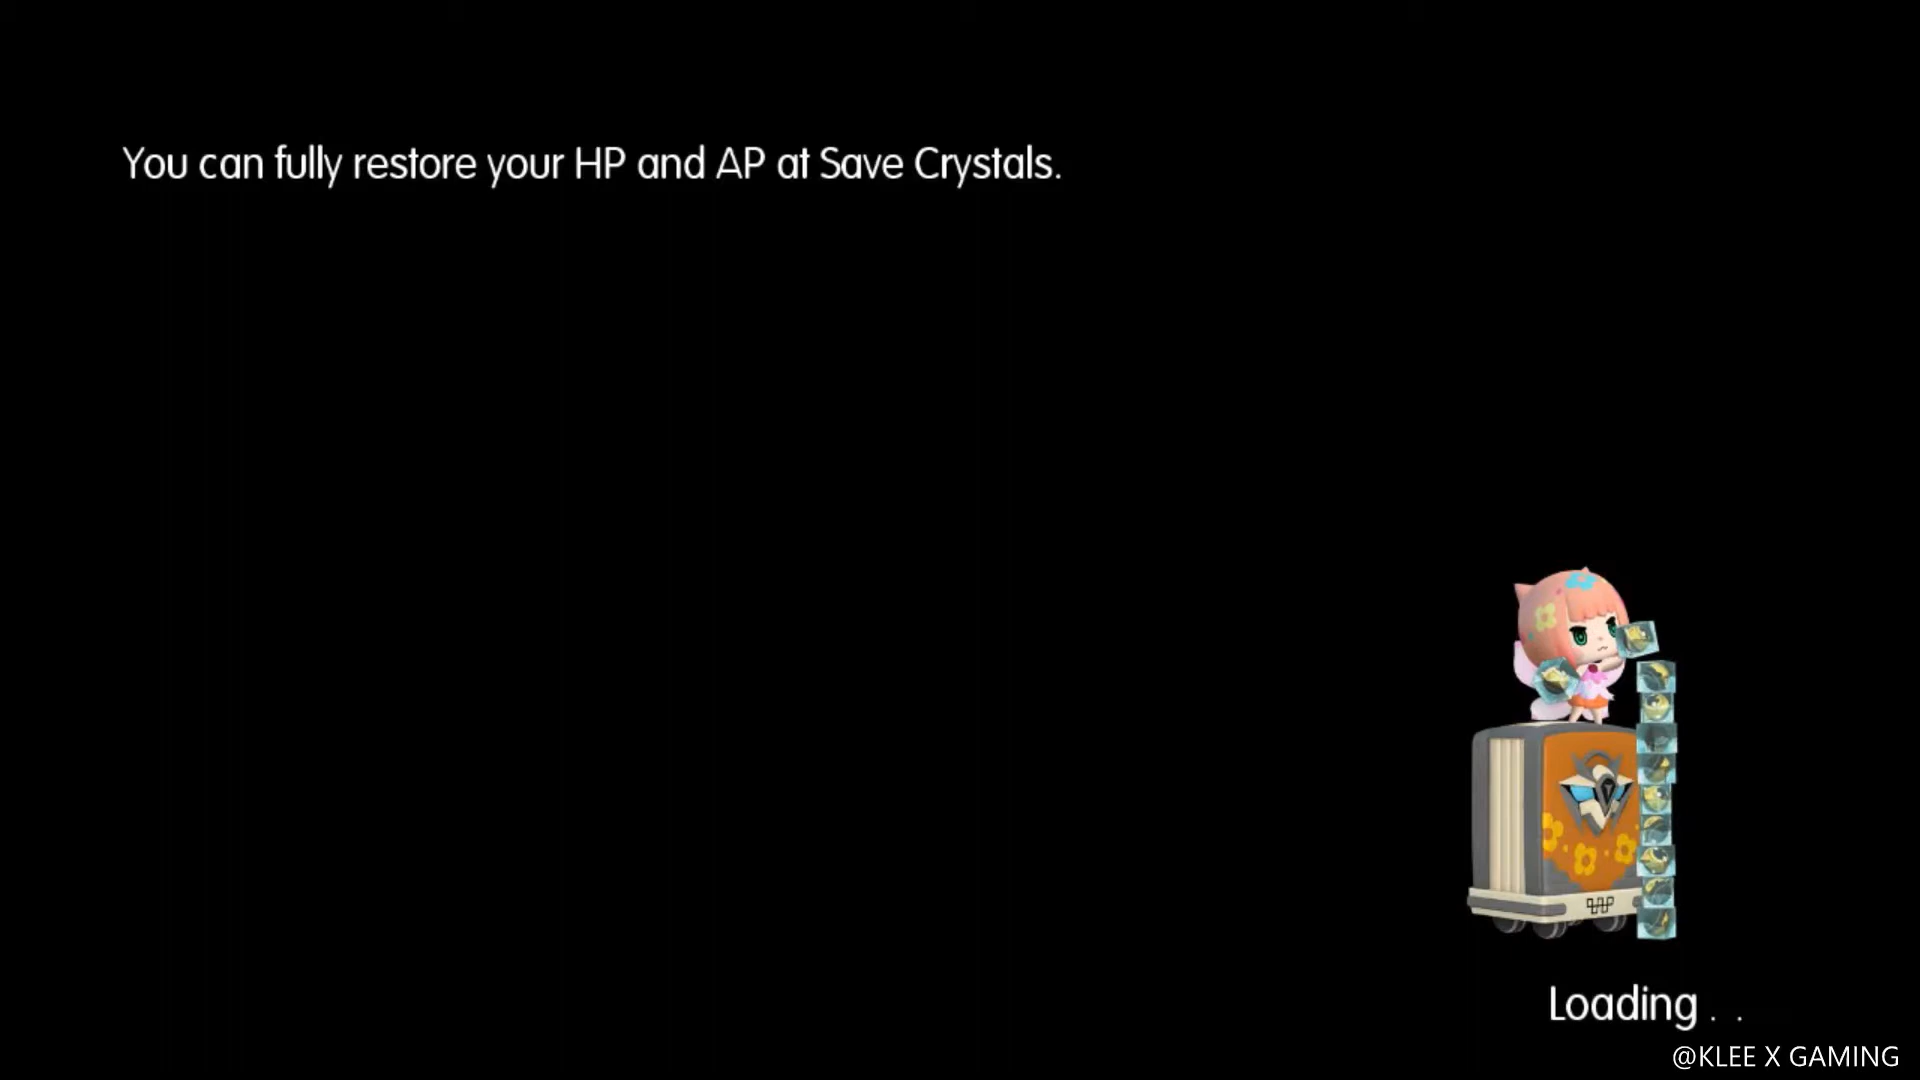 You can fully restore your HP and AP at Save Crystals.
Loading . .
@KLEE X GAMING